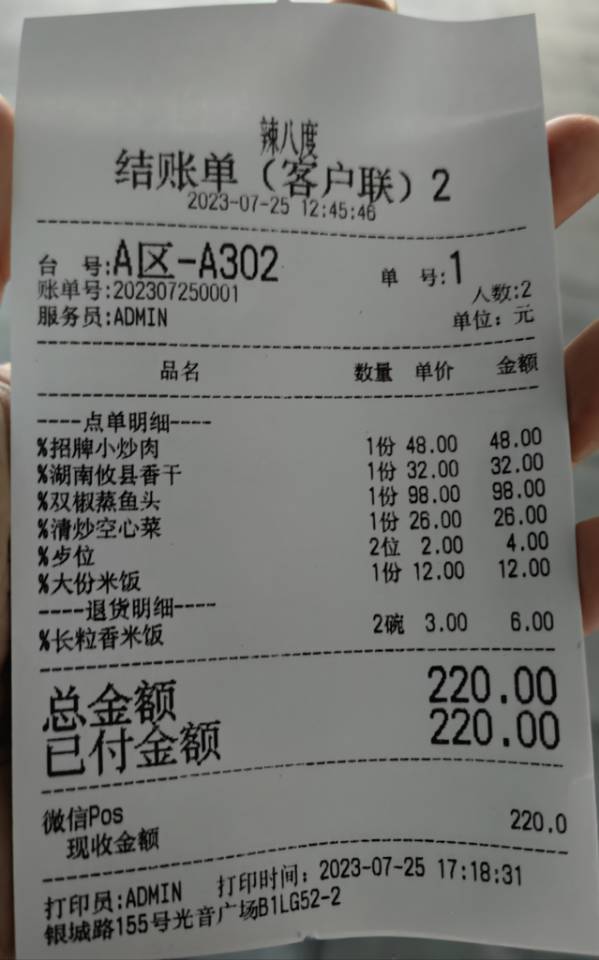 辣八度
结账单（客户联）2
2023-07-25 12:45:46
台 号:A区-A302 单 号:1
账单号:202307250001 人数:2
服务员:ADMIN 单位：元
品名 数量 单价 金额
----点单明细----
%招牌小炒肉 1份 48.00 48.00
%湖南攸县香干 1份 32.00 32.00
%双椒蒸鱼头 1份 98.00 98.00
%清炒空心菜 1份 26.00 26.00
%歺位 2位 2.00 4.00
%大份米饭 1份 12.00 12.00
----退货明细----
%长粒香米饭 2碗 3.00 6.00
总金额 220.00
已付金额 220.00
微信Pos
现收金额 220.0
打印员:ADMIN 打印时间：2023-07-25 17:18:31
银城路155号光音广场B1LG52-2